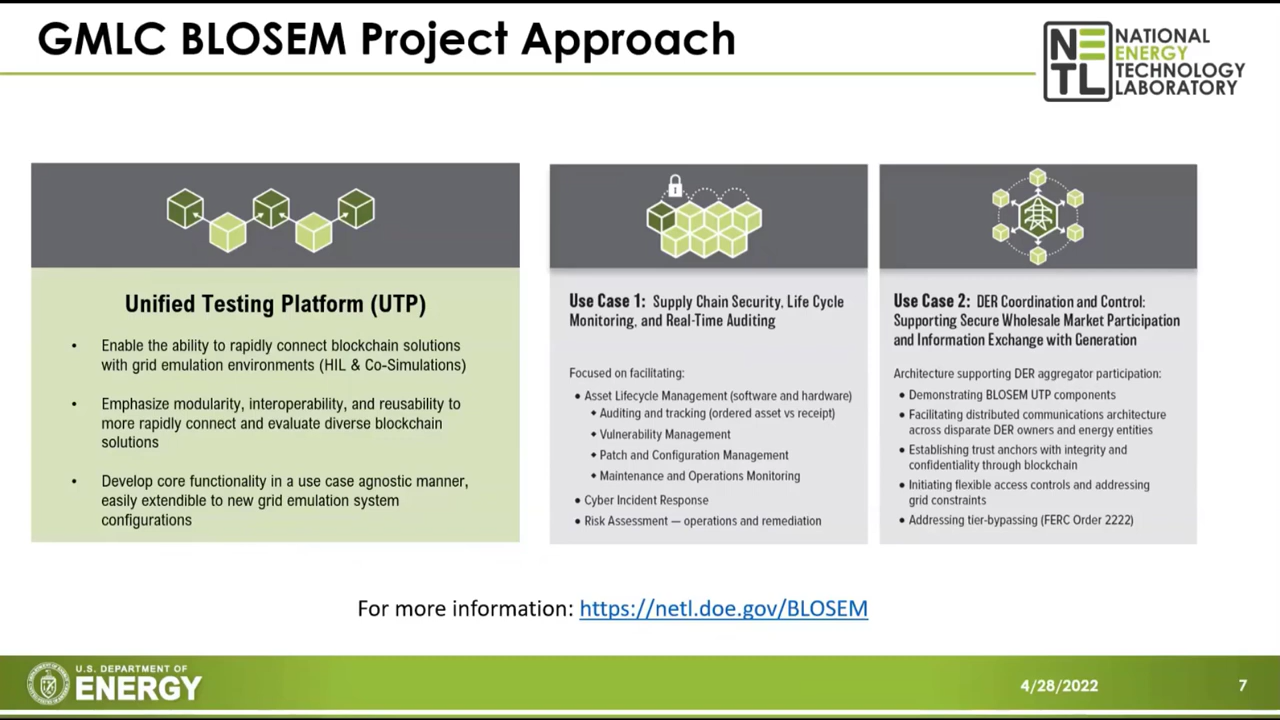 GMLC BLOSEM Project Approach
NATIONAL
ENERGY
TECHNOLOGY
LABORATORY
NE
TL
Unified Testing Platform (UTP)
• Enable the ability to rapidly connect blockchain solutions
with grid emulation environments (HIL & Co-Simulations)
• Emphasize modularity, interoperability, and reusability to
more rapidly connect and evaluate diverse blockchain
solutions
• Develop core functionality in a use case agnostic manner,
easily extendible to new grid emulation system
configurations
Use Case 1: Supply Chain Security, Life Cycle
Monitoring, and Real-Time Auditing
Focused on facilitating:
• Asset Lifecycle Management (software and hardware)
◆ Auditing and tracking (ordered asset vs receipt)
◆ Vulnerability Management
◆ Patch and Configuration Management
◆ Maintenance and Operations Monitoring
• Cyber Incident Response
• Risk Assessment — operations and remediation
Use Case 2: DER Coordination and Control:
Supporting Secure Wholesale Market Participation
and Information Exchange with Generation
Architecture supporting DER aggregator participation:
• Demonstrating BLOSEM UTP components
• Facilitating distributed communications architecture
across disparate DER owners and energy entities
• Establishing trust anchors with integrity and
confidentiality through blockchain
• Initiating flexible access controls and addressing
grid constraints
• Addressing tier-bypassing (FERC Order 2222)
For more information: https://netl.doe.gov/BLOSEM
U.S. DEPARTMENT OF
ENERGY
4/28/2022
7